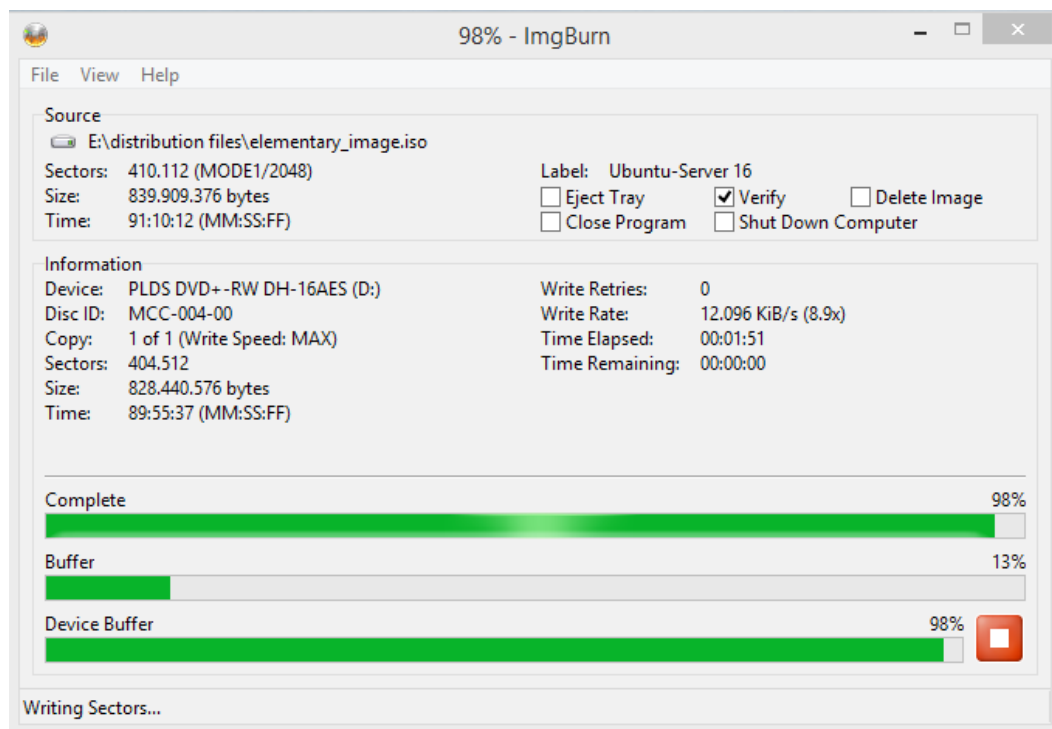 98% - ImgBurn
File View Help
Source
E:\distribution files\elementary_image.iso
Sectors: 410.112 (MODE1/2048)
Label: Ubuntu-Server 16
Size: 839.909.376 bytes
Eject Tray Verify Delete Image
Time: 91:10:12 (MM:SS:FF)
Close Program Shut Down Computer
Information
Device: PLDS DVD+-RW DH-16AES (D:)
Write Retries: 0
Disc ID: MCC-004-00
Write Rate: 12.096 KiB/s (8.9x)
Copy: 1 of 1 (Write Speed: MAX)
Time Elapsed: 00:01:51
Sectors: 404.512
Time Remaining: 00:00:00
Size: 828.440.576 bytes
Time: 89:55:37 (MM:SS:FF)
Complete 98%
Buffer 13%
Device Buffer 98%
Writing Sectors...